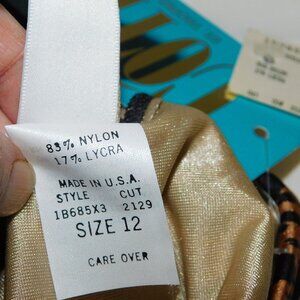 83% NYLON
17% LYCRA
MADE IN U.S.A.
STYLE CUT
1B685X3 2129
SIZE 12
CARE OVER